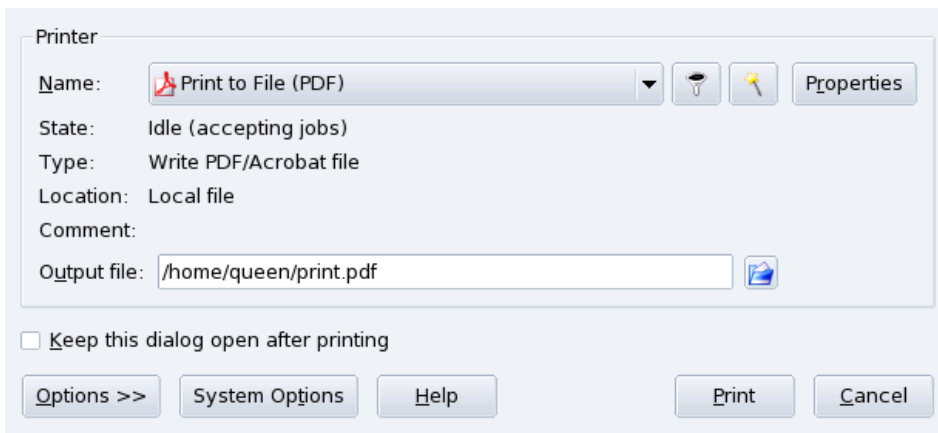 Printer
Name: Print to File (PDF) Properties
State: Idle (accepting jobs)
Type: Write PDF/Acrobat file
Location: Local file
Comment:
Output file: /home/queen/print.pdf
Keep this dialog open after printing
Options >> System Options Help Print Cancel